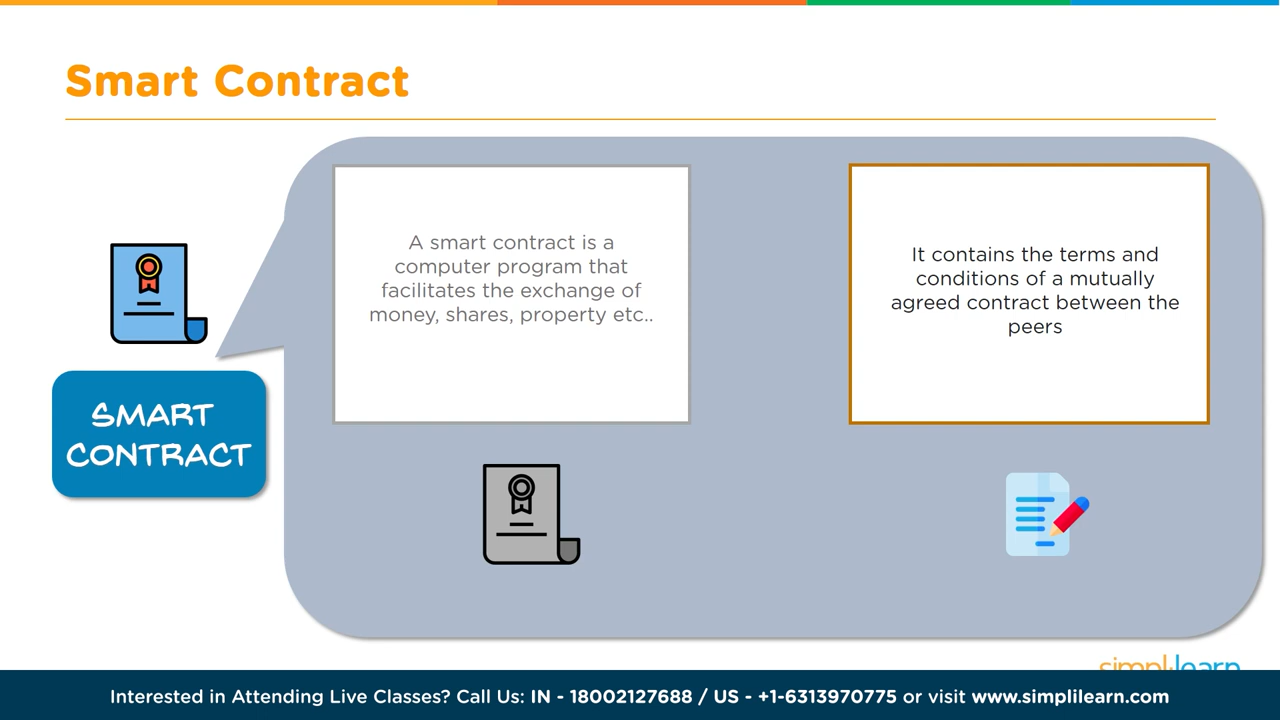 Smart Contract
A smart contract is a
computer program that
facilitates the exchange of
money, shares, property etc..
It contains the terms and
conditions of a mutually
agreed contract between the
peers
SMART
CONTRACT
simplilearn
Interested in Attending Live Classes? Call Us: IN - 18002127688 / US - +1-6313970775 or visit www.simplilearn.com